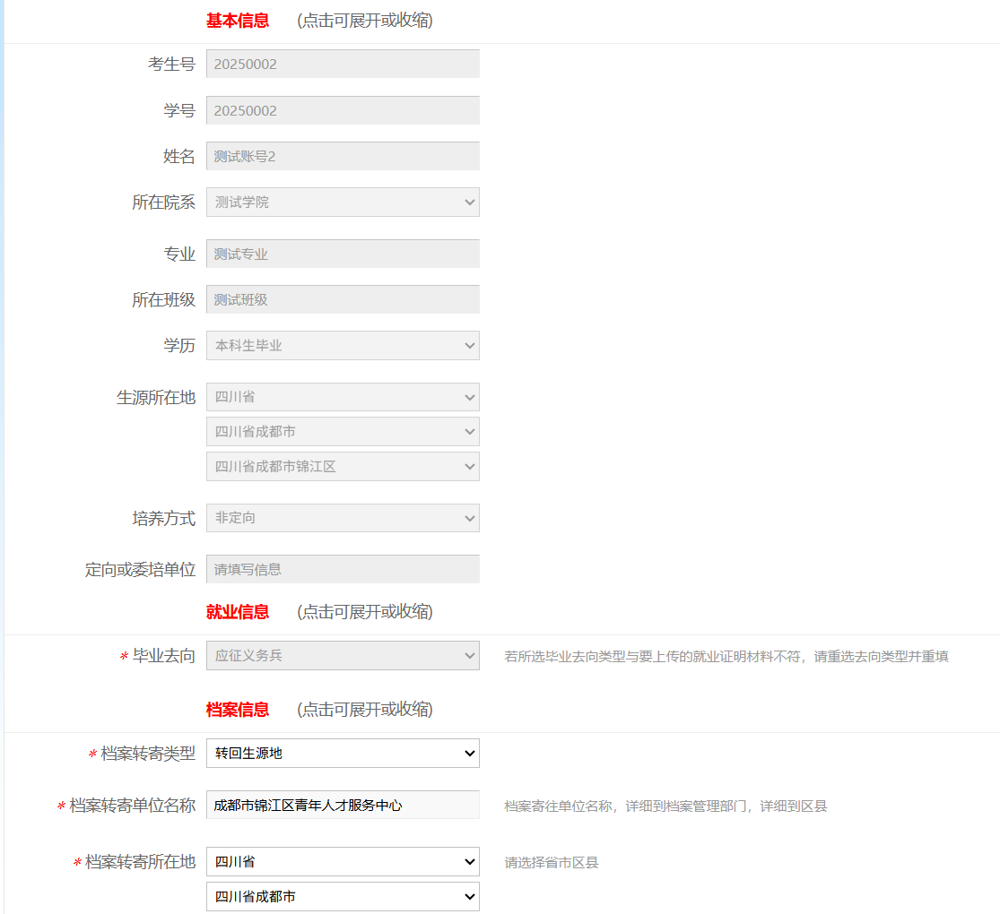 基本信息 (点击可展开或收缩)
考生号 20250002
学号 20250002
姓名 测试账号2
所在院系 测试学院
专业 测试专业
所在班级 测试班级
学历 本科生毕业
生源所在地 四川省
四川省成都市
四川省成都市锦江区
培养方式 非定向
定向或委培单位 请填写信息
就业信息 (点击可展开或收缩)
* 毕业去向 应征义务兵 若所选毕业去向类型与要上传的就业证明材料不符，请重选去向类型并重填
档案信息 (点击可展开或收缩)
* 档案转寄类型 转回生源地
* 档案转寄单位名称 成都市锦江区青年人才服务中心 档案寄往单位名称，详细到档案管理部门，详细到区县
* 档案转寄所在地 四川省 请选择省市区县
四川省成都市